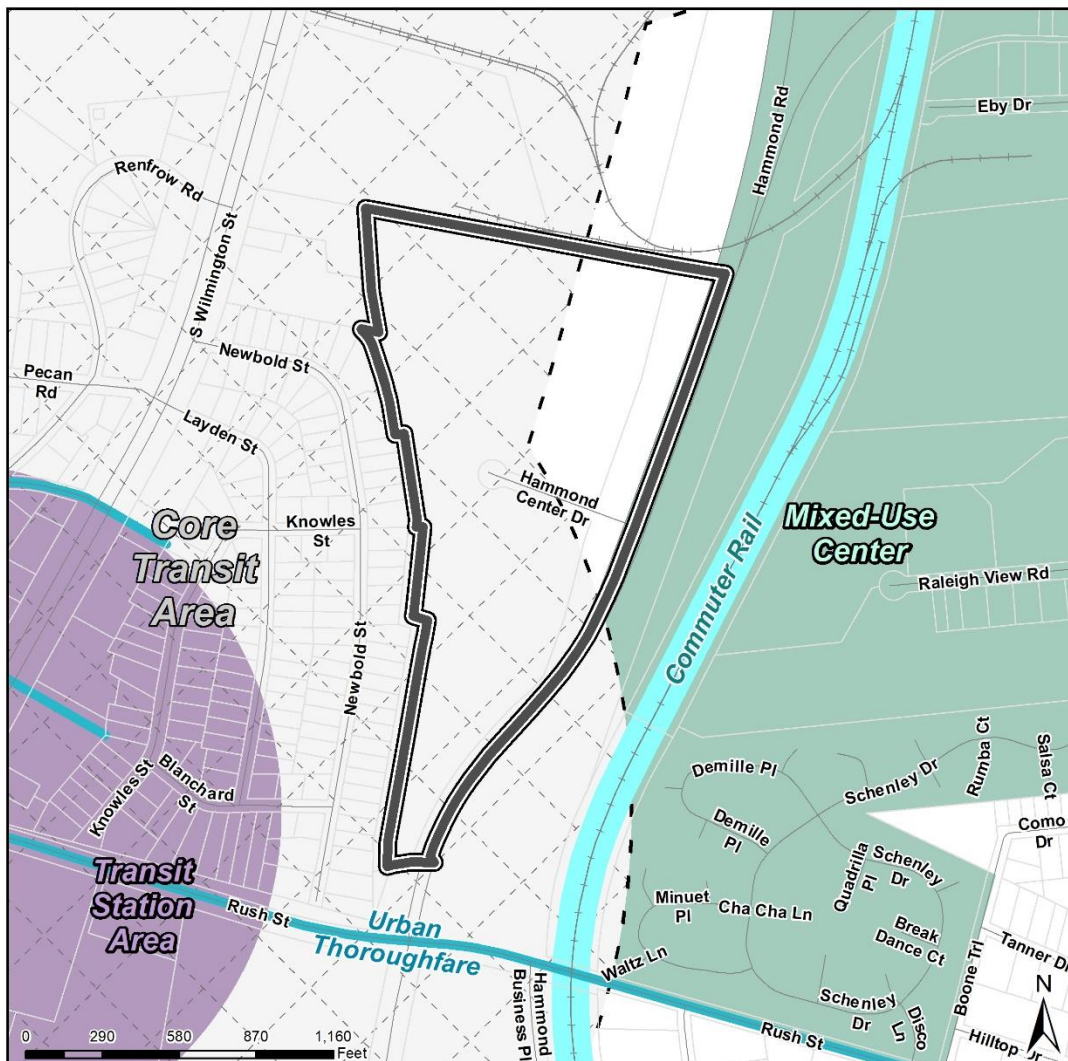 Eby Dr
Hammond Rd
Renfrow Rd
S Wilmington St
Newbold St
Pecan
Rd
Layden St
Hammond
Center Dr
Knowles
St
Core
Transit
Area
Mixed-Use
Center
Commuter Rail
Raleigh View Rd
Newbold St
Blanchard
St
Knowles St
Demille Pl
Schenley Dr
Rumba Ct
Salsa Ct
Como
Dr
Demille
Pl
Quadrilla
Pl
Schenley
Dr
Minuet
Pl
Cha Cha Ln
Break
Dance Ct
Transit
Station
Area
Rush St
Urban
Thoroughfare
Waltz Ln
Boone Trl
Tanner Dr
Hammond
Business Pl
Schenley
Dr
Disco
Ln
Rush St
Hilltop Dr
N
0 290 580 870 1,160
Feet